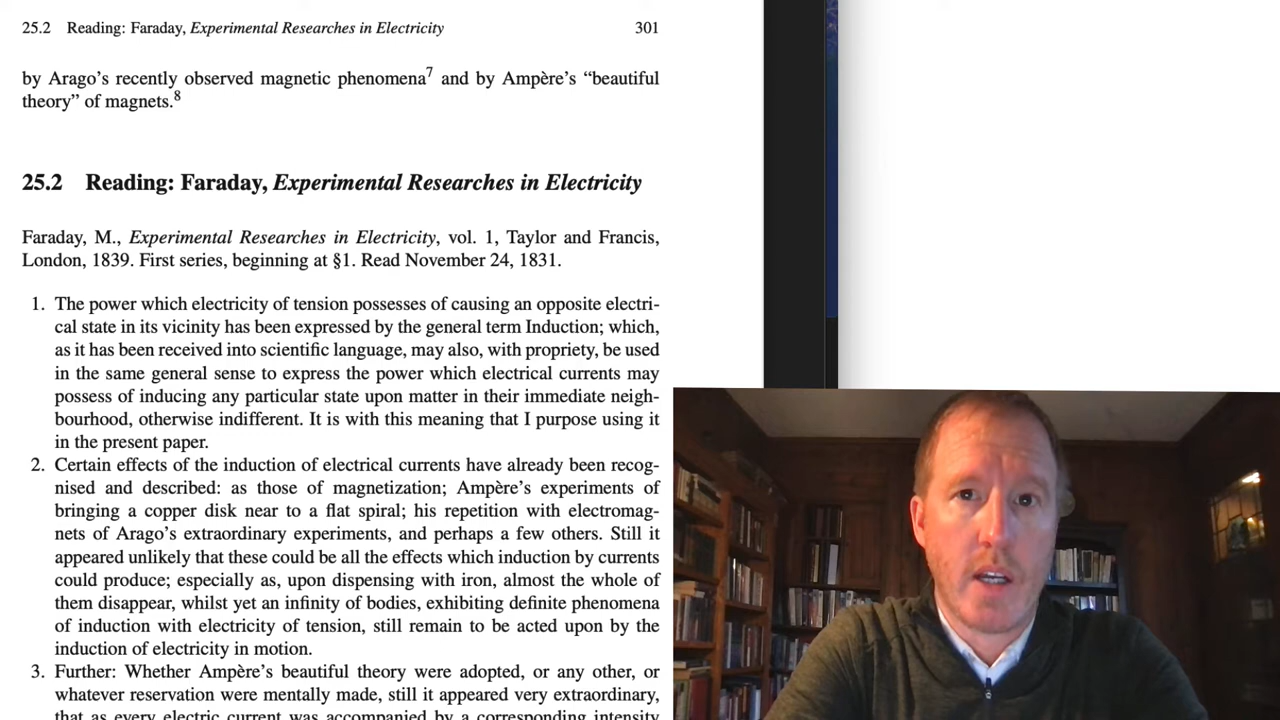 25.2 Reading: Faraday, Experimental Researches in Electricity 301
by Arago’s recently observed magnetic phenomena7 and by Ampère’s “beautiful
theory” of magnets.8
25.2 Reading: Faraday, Experimental Researches in Electricity
Faraday, M., Experimental Researches in Electricity, vol. 1, Taylor and Francis,
London, 1839. First series, beginning at §1. Read November 24, 1831.
1. The power which electricity of tension possesses of causing an opposite electri-
cal state in its vicinity has been expressed by the general term Induction; which,
as it has been received into scientific language, may also, with propriety, be used
in the same general sense to express the power which electrical currents may
possess of inducing any particular state upon matter in their immediate neigh-
bourhood, otherwise indifferent. It is with this meaning that I purpose using it
in the present paper.
2. Certain effects of the induction of electrical currents have already been recog-
nised and described: as those of magnetization; Ampère’s experiments of
bringing a copper disk near to a flat spiral; his repetition with electromag-
nets of Arago’s extraordinary experiments, and perhaps a few others. Still it
appeared unlikely that these could be all the effects which induction by currents
could produce; especially as, upon dispensing with iron, almost the whole of
them disappear, whilst yet an infinity of bodies, exhibiting definite phenomena
of induction with electricity of tension, still remain to be acted upon by the
induction of electricity in motion.
3. Further: Whether Ampère’s beautiful theory were adopted, or any other, or
whatever reservation were mentally made, still it appeared very extraordinary,
that as every electric current was accompanied by a corresponding intensity